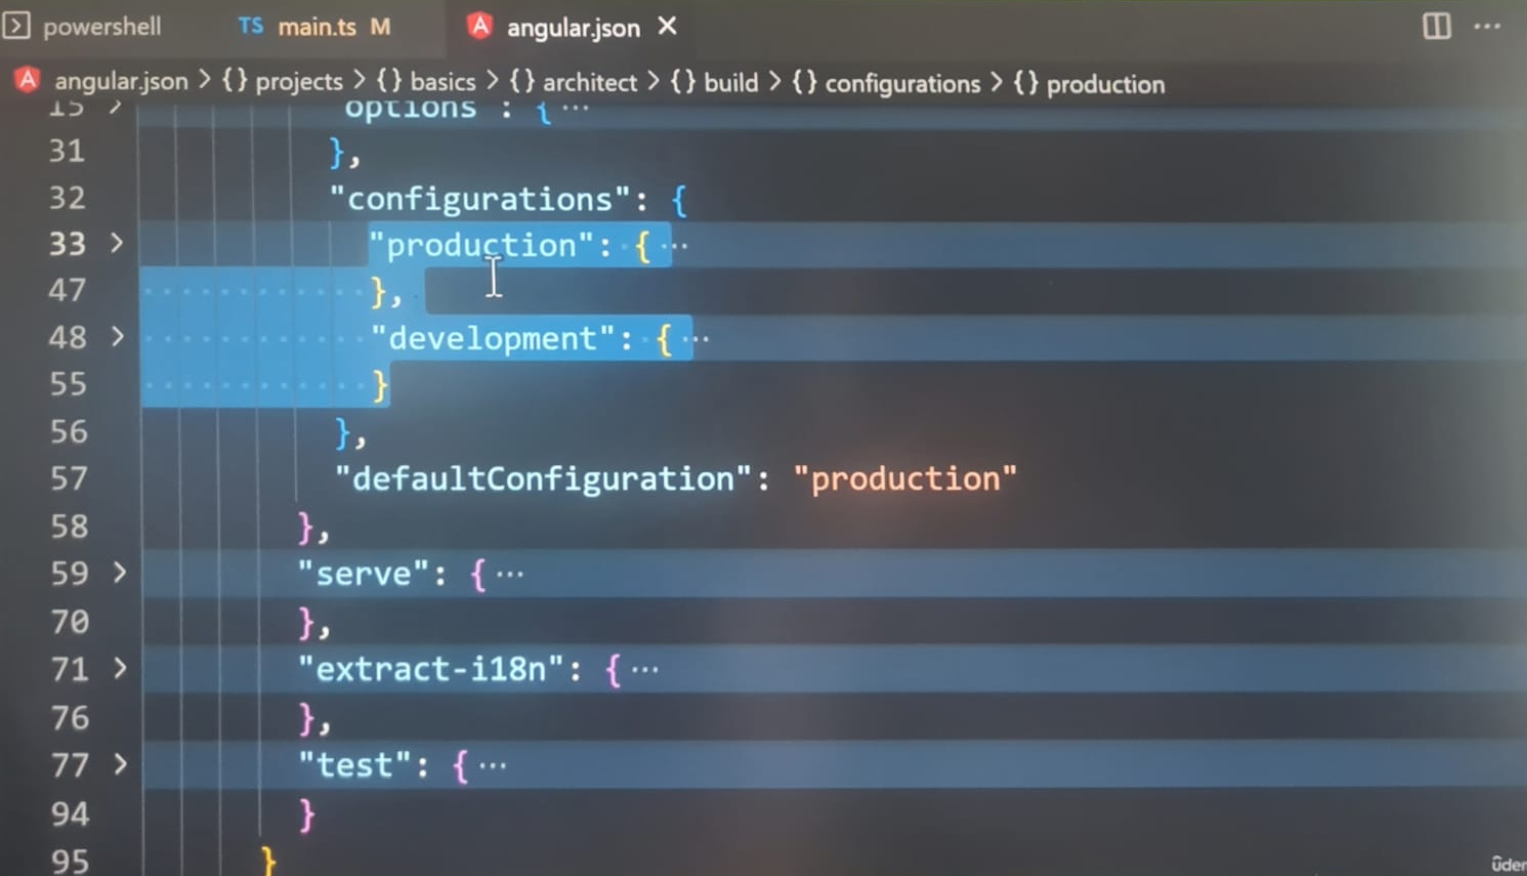 powershell TS main.ts M angular.json
angular.json > {} projects > {} basics > {} architect > {} build > {} configurations > {} production
15 > options : { ...
31 },
32 "configurations": {
33 > "production": { ...
47 },
48 > "development": { ...
55 }
56 },
57 "defaultConfiguration": "production"
58 },
59 > "serve": { ...
70 },
71 > "extract-i18n": { ...
76 },
77 > "test": { ...
94 }
95 }